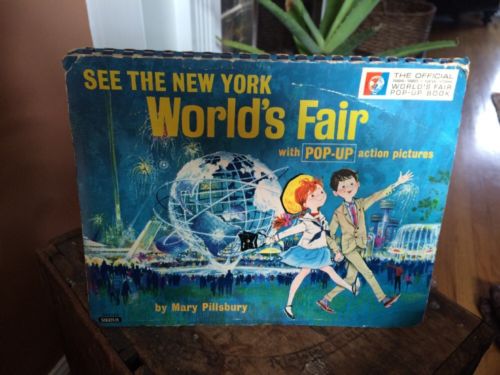 SEE THE NEW YORK
World's Fair
with POP-UP action pictures
THE OFFICIAL
WORLD'S FAIR
POP-UP BOOK
by Mary Pillsbury